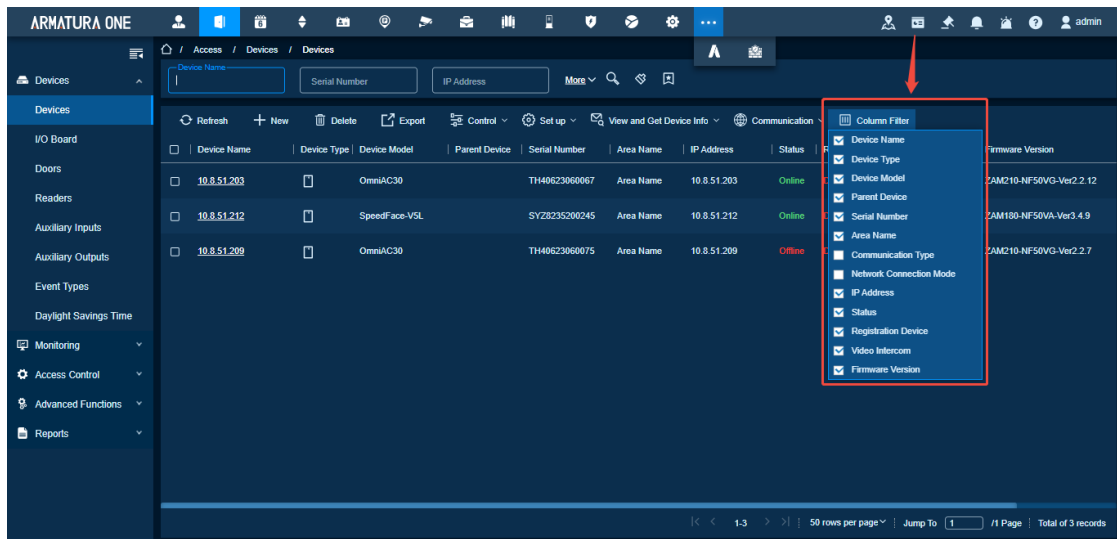 ARMATURA ONE
6
admin
/ Access / Devices / Devices
Device Name
Serial Number
IP Address
More
Devices
Devices
I/O Board
Doors
Readers
Auxiliary Inputs
Auxiliary Outputs
Event Types
Daylight Savings Time
Monitoring
Access Control
Advanced Functions
Reports
Refresh New Delete Export Control Set up View and Get Device Info Communication Column Filter
Device Name Device Type Device Model Parent Device Serial Number Area Name IP Address Status Firmware Version
10.8.51.203 OmniAC30 TH40623060067 Area Name 10.8.51.203 Online ZAM210-NF50VG-Ver2.2.12
10.8.51.212 SpeedFace-V5L SYZ8235200245 Area Name 10.8.51.212 Online ZAM180-NF50VA-Ver3.4.9
10.8.51.209 OmniAC30 TH40623060075 Area Name 10.8.51.209 Offline ZAM210-NF50VG-Ver2.2.7
Device Name
Device Type
Device Model
Parent Device
Serial Number
Area Name
Communication Type
Network Connection Mode
IP Address
Status
Registration Device
Video Intercom
Firmware Version
1-3 50 rows per page Jump To 1 /1 Page Total of 3 records